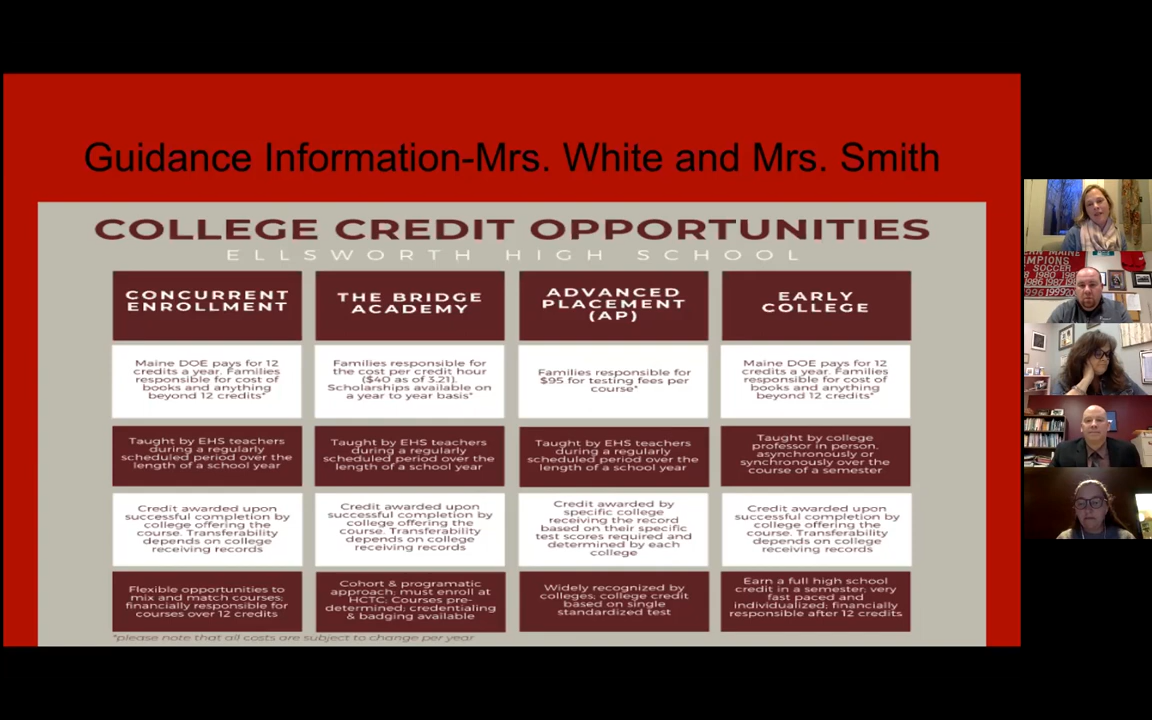 Guidance Information-Mrs. White and Mrs. Smith
COLLEGE CREDIT OPPORTUNITIES
ELLSWORTH HIGH SCHOOL
CONCURRENT
ENROLLMENT
THE BRIDGE
ACADEMY
ADVANCED
PLACEMENT
(AP)
EARLY
COLLEGE
Maine DOE pays for 12
credits a year. Families
responsible for cost of
books and anything
beyond 12 credits*
Families responsible for
the cost per credit hour
($40 as of 3.21).
Scholarships available on
a year to year basis*
Families responsible for
$95 for testing fees per
course*
Maine DOE pays for 12
credits a year. Families
responsible for cost of
books and anything
beyond 12 credits*
Taught by EHS teachers
during a regularly
scheduled period over the
length of a school year
Taught by EHS teachers
during a regularly
scheduled period over the
length of a school year
Taught by EHS teachers
during a regularly
scheduled period over the
length of a school year
Taught by college
professor in person,
asynchronously or
synchronously over the
course of a semester
Credit awarded upon
successful completion by
college offering the
course. Transferability
depends on college
receiving records
Credit awarded upon
successful completion by
college offering the
course. Transferability
depends on college
receiving records
Credit awarded by
specific college
receiving the record
based on their specific
test scores required and
determined by each
college
Credit awarded upon
successful completion by
college offering the
course. Transferability
depends on college
receiving records
Flexible opportunities to
mix and match courses;
financially responsible for
courses over 12 credits
Cohort & programatic
approach; must enroll at
HCTC. Courses pre-
determined; credentialing
& badging available
Widely recognized by
colleges; college credit
based on single
standardized test
Earn a full high school
credit in a semester; very
fast paced and
individualized; financially
responsible after 12 credits
*please note that all costs are subject to change per year
SOCCER